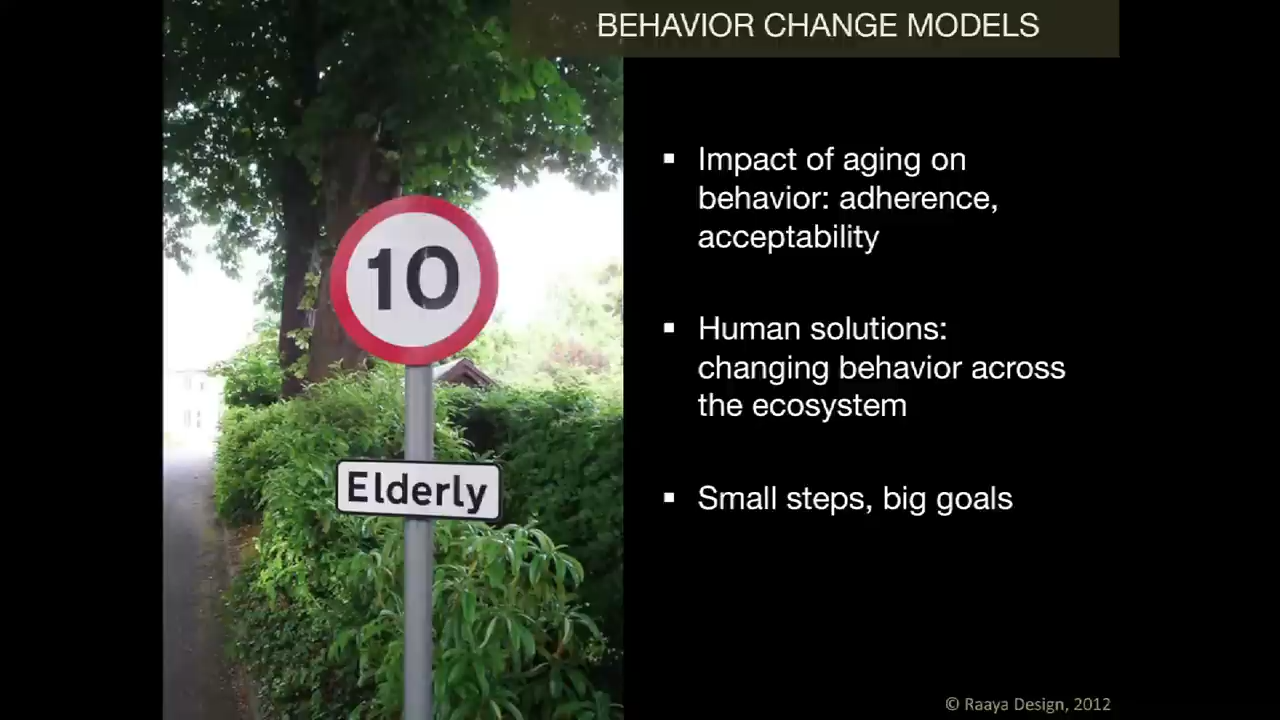 BEHAVIOR CHANGE MODELS
10
Elderly
▪ Impact of aging on
behavior: adherence,
acceptability
▪ Human solutions:
changing behavior across
the ecosystem
▪ Small steps, big goals
© Raaya Design, 2012